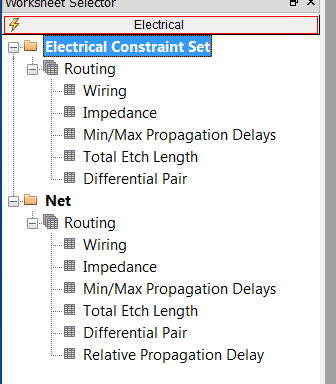 Worksheet Selector
Electrical
Electrical Constraint Set
Routing
Wiring
Impedance
Min/Max Propagation Delays
Total Etch Length
Differential Pair
Net
Routing
Wiring
Impedance
Min/Max Propagation Delays
Total Etch Length
Differential Pair
Relative Propagation Delay